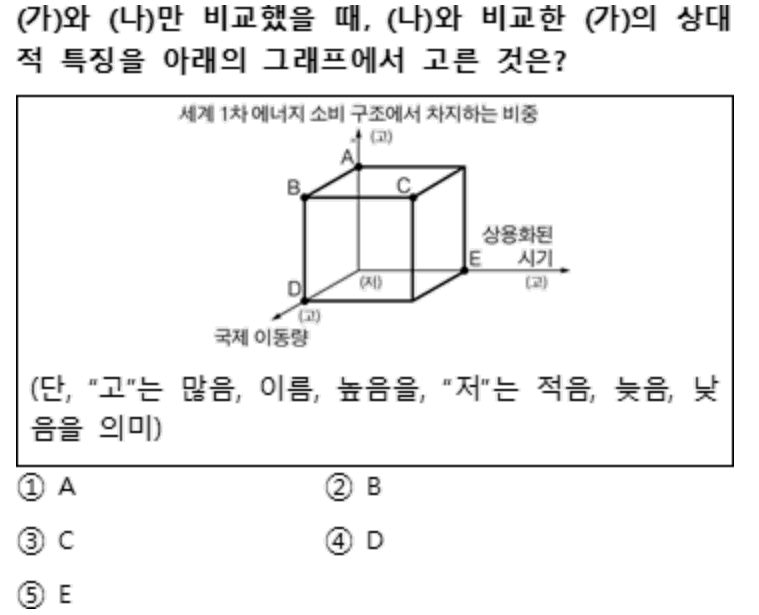 (가)와 (나)만 비교했을 때, (나)와 비교한 (가)의 상대
적 특징을 아래의 그래프에서 고른 것은?
세계 1차 에너지 소비 구조에서 차지하는 비중
(고)
A
B
C
상용화된
E 시기
D (저) (고)
(고)
국제 이동량
(단, "고"는 많음, 이름, 높음을, "저"는 적음, 늦음, 낮
음을 의미)
① A ② B
③ C ④ D
⑤ E